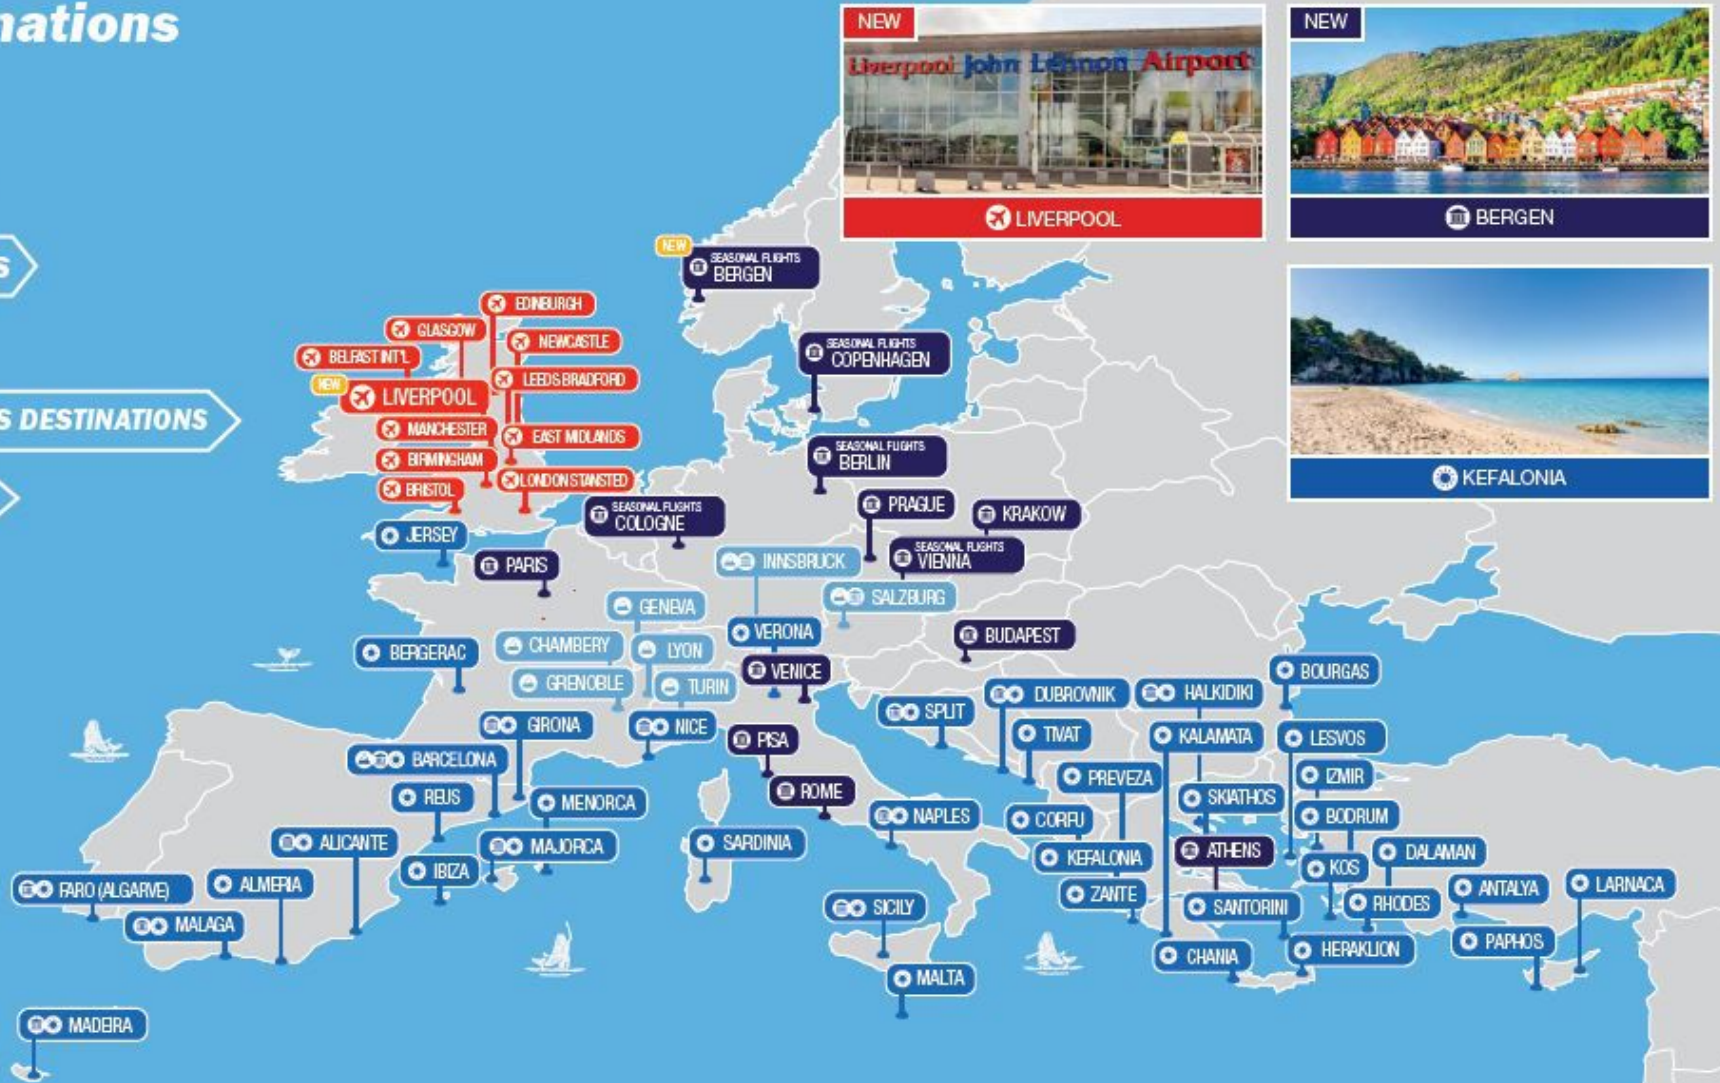 nations
NEW
Liverpool John Lennon Airport
LIVERPOOL
NEW
BERGEN
KEFALONIA
S
S DESTINATIONS
NEW
SEASONAL FLIGHTS
BERGEN
EDINBURGH
GLASGOW
NEWCASTLE
BELFAST INT'L
LEEDS BRADFORD
NEW
LIVERPOOL
MANCHESTER
EAST MIDLANDS
BIRMINGHAM
LONDON STANSTED
BRISTOL
JERSEY
SEASONAL FLIGHTS
COPENHAGEN
SEASONAL FLIGHTS
BERLIN
SEASONAL FLIGHTS
COLOGNE
PRAGUE
KRAKOW
SEASONAL FLIGHTS
VIENNA
PARIS
INNSBRUCK
SALZBURG
GENEVA
VERONA
BUDAPEST
CHAMBERY
LYON
BERGERAC
VENICE
GRENOBLE
TURIN
BOURGAS
DUBROVNIK
HALKIDIKI
SPLIT
GIRONA
NICE
PISA
TIVAT
KALAMATA
LESVOS
BARCELONA
PREVEZA
IZMIR
REUS
MENORCA
ROME
SKIATHOS
NAPLES
CORFU
BODRUM
ALICANTE
MAJORCA
SARDINIA
KEFALONIA
ATHENS
DALAMAN
IBIZA
KOS
FARO (ALGARVE)
ALMERIA
ZANTE
ANTALYA
LARNACA
SICILY
SANTORINI
RHODES
MALAGA
CHANIA
HERAKLION
PAPHOS
MALTA
MADEIRA